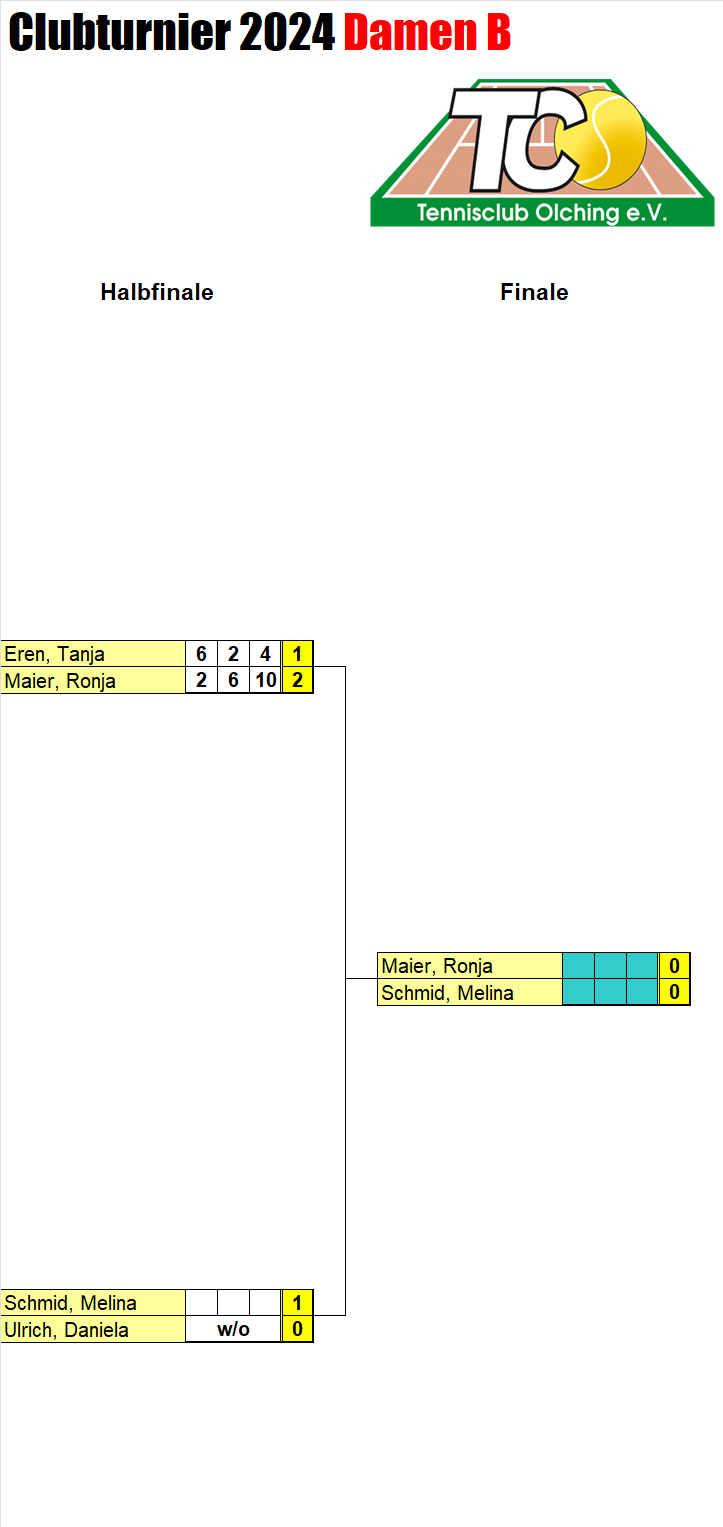 Clubturnier 2024 Damen B
TCO
Tennisclub Olching e.V.
Halbfinale Finale
Eren, Tanja 6 2 4 1
Maier, Ronja 2 6 10 2
Maier, Ronja 0
Schmid, Melina 0
Schmid, Melina 1
Ulrich, Daniela w/o 0